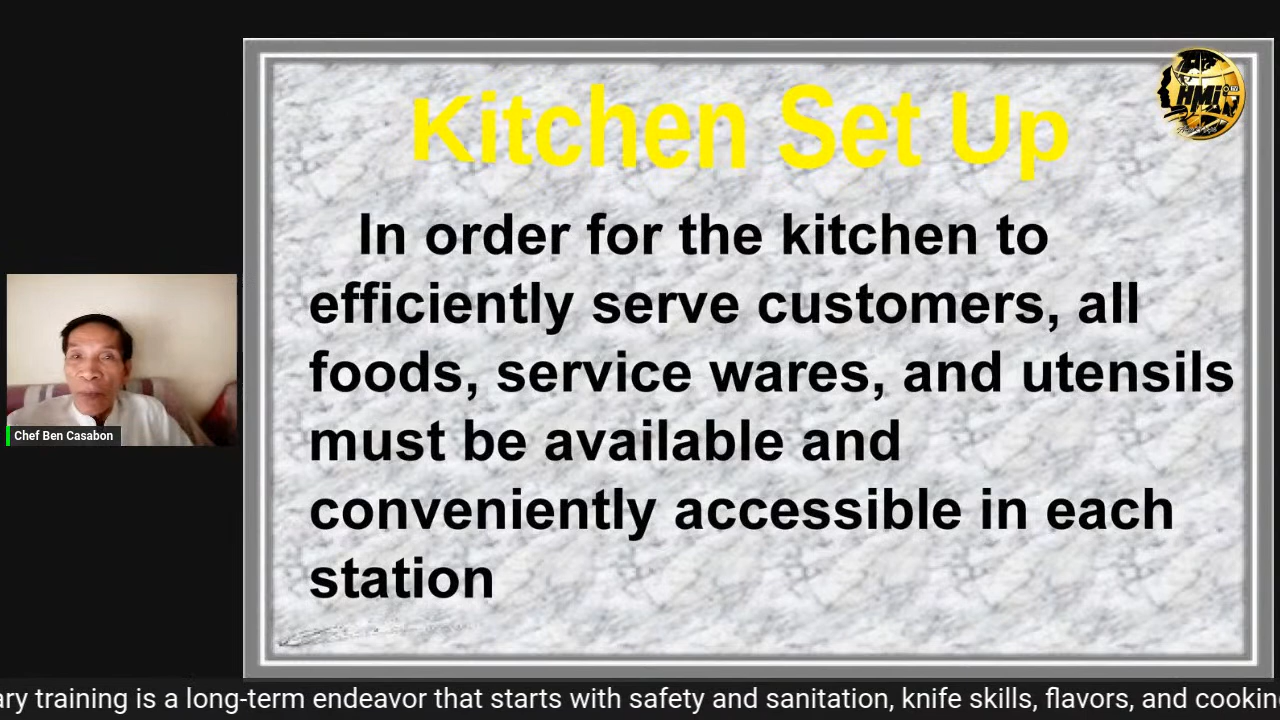 Kitchen Set Up
In order for the kitchen to
efficiently serve customers, all
foods, service wares, and utensils
must be available and
conveniently accessible in each
station
HMi
Chef Ben Casabon
ary training is a long-term endeavor that starts with safety and sanitation, knife skills, flavors, and cookin